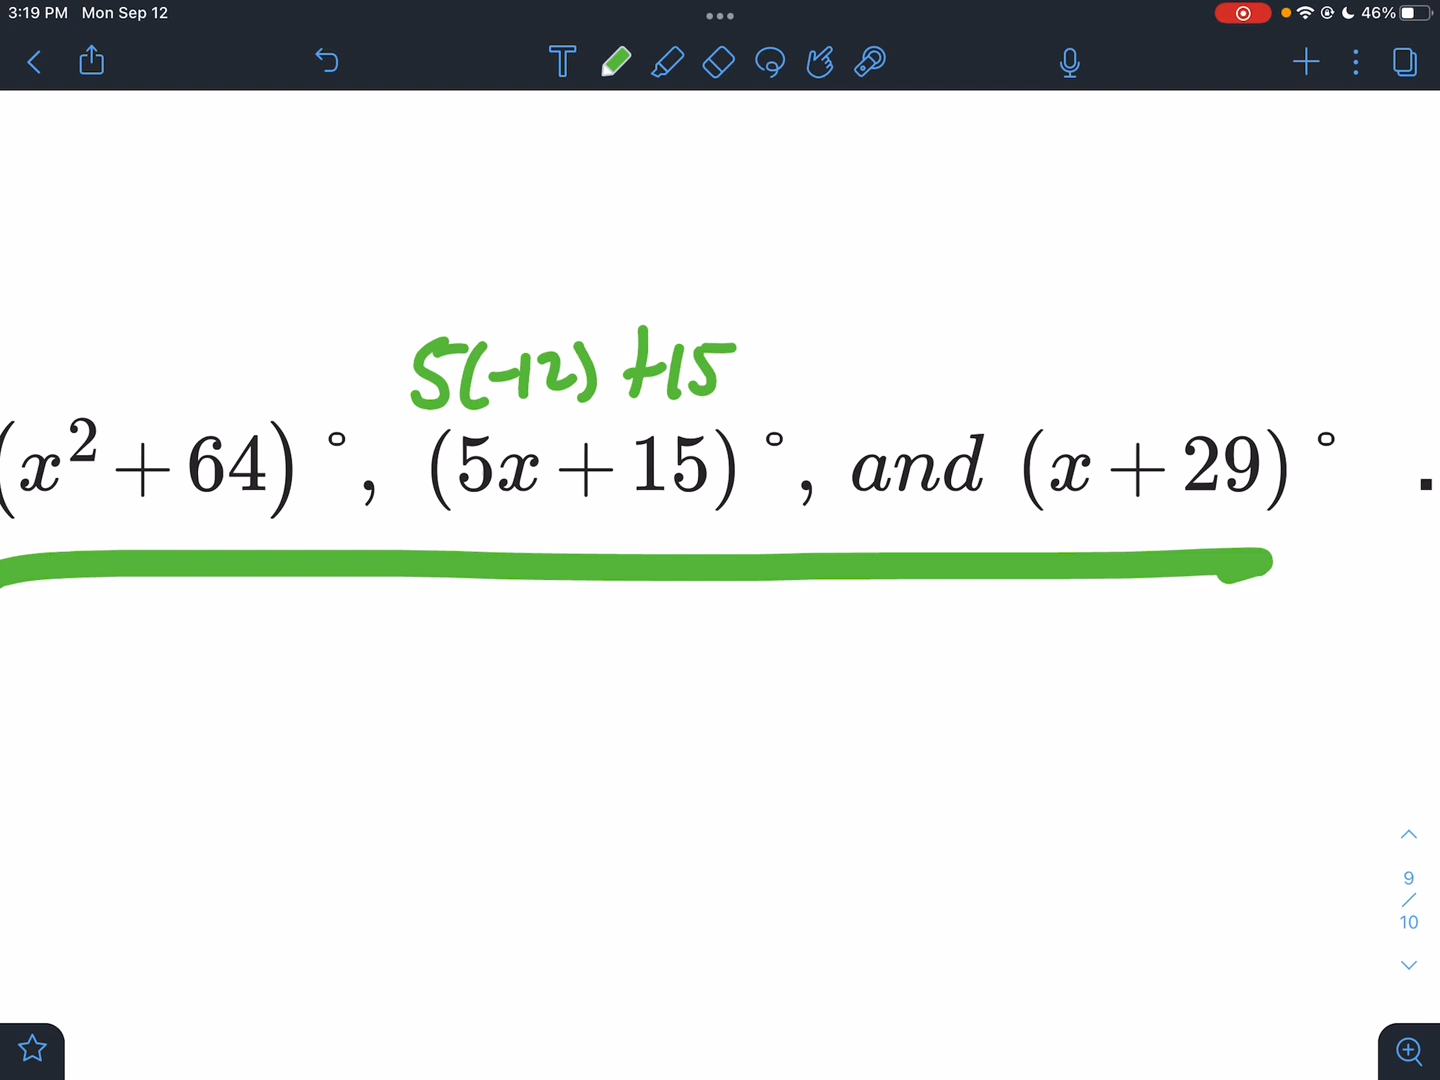 3:19 PM Mon Sep 12 46%
T
5(-12) +15
(x² + 64)°, (5x + 15)°, and (x + 29)° .
9
/
10